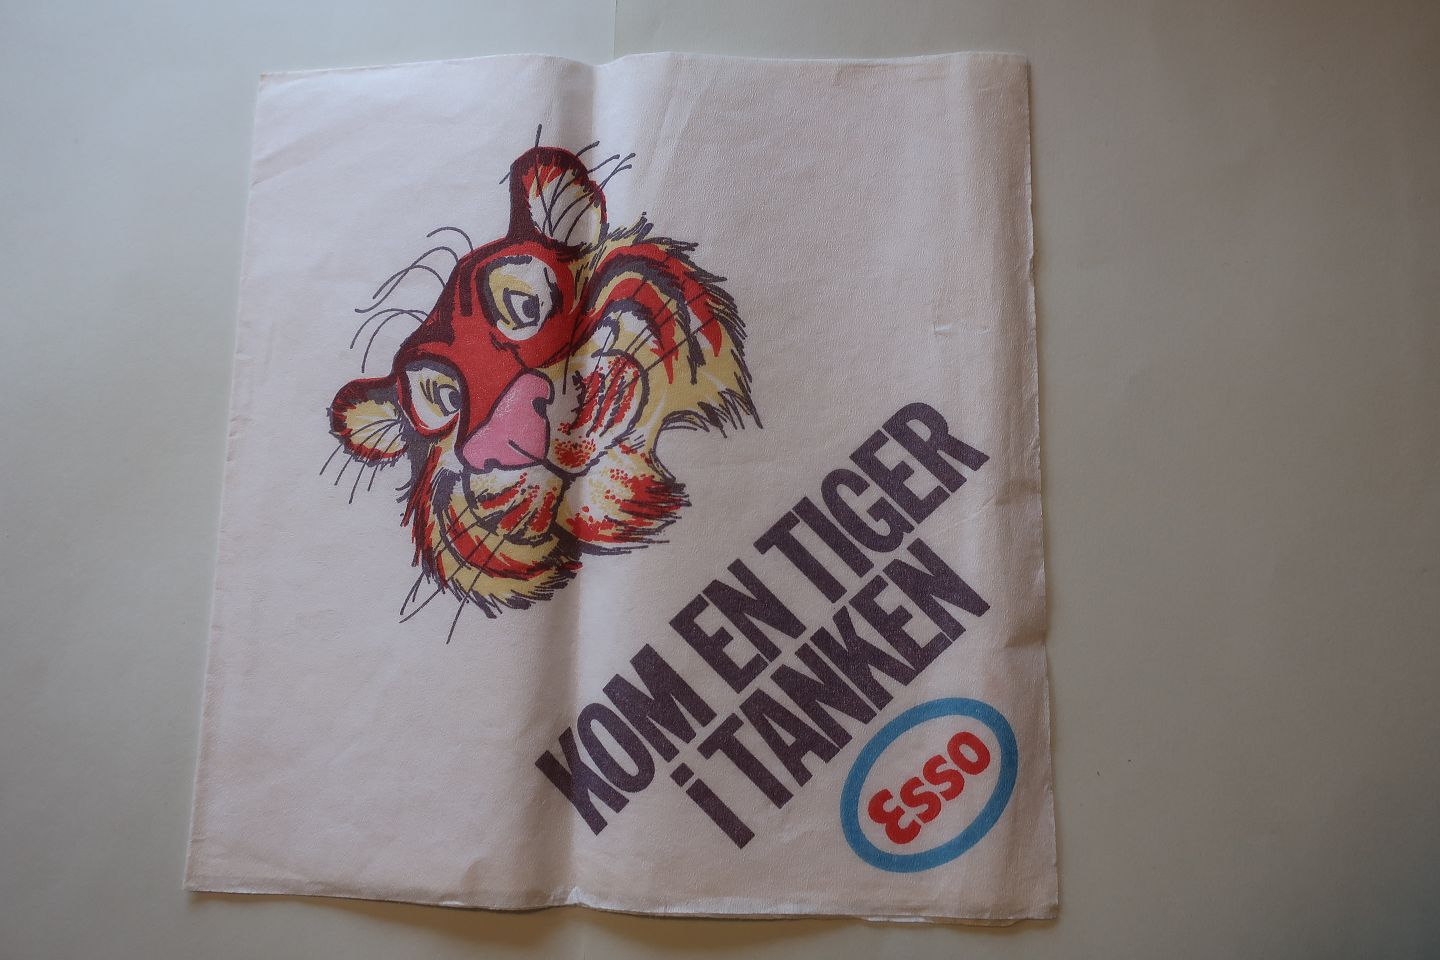 KOM EN TIGER
i TANKEN
Esso